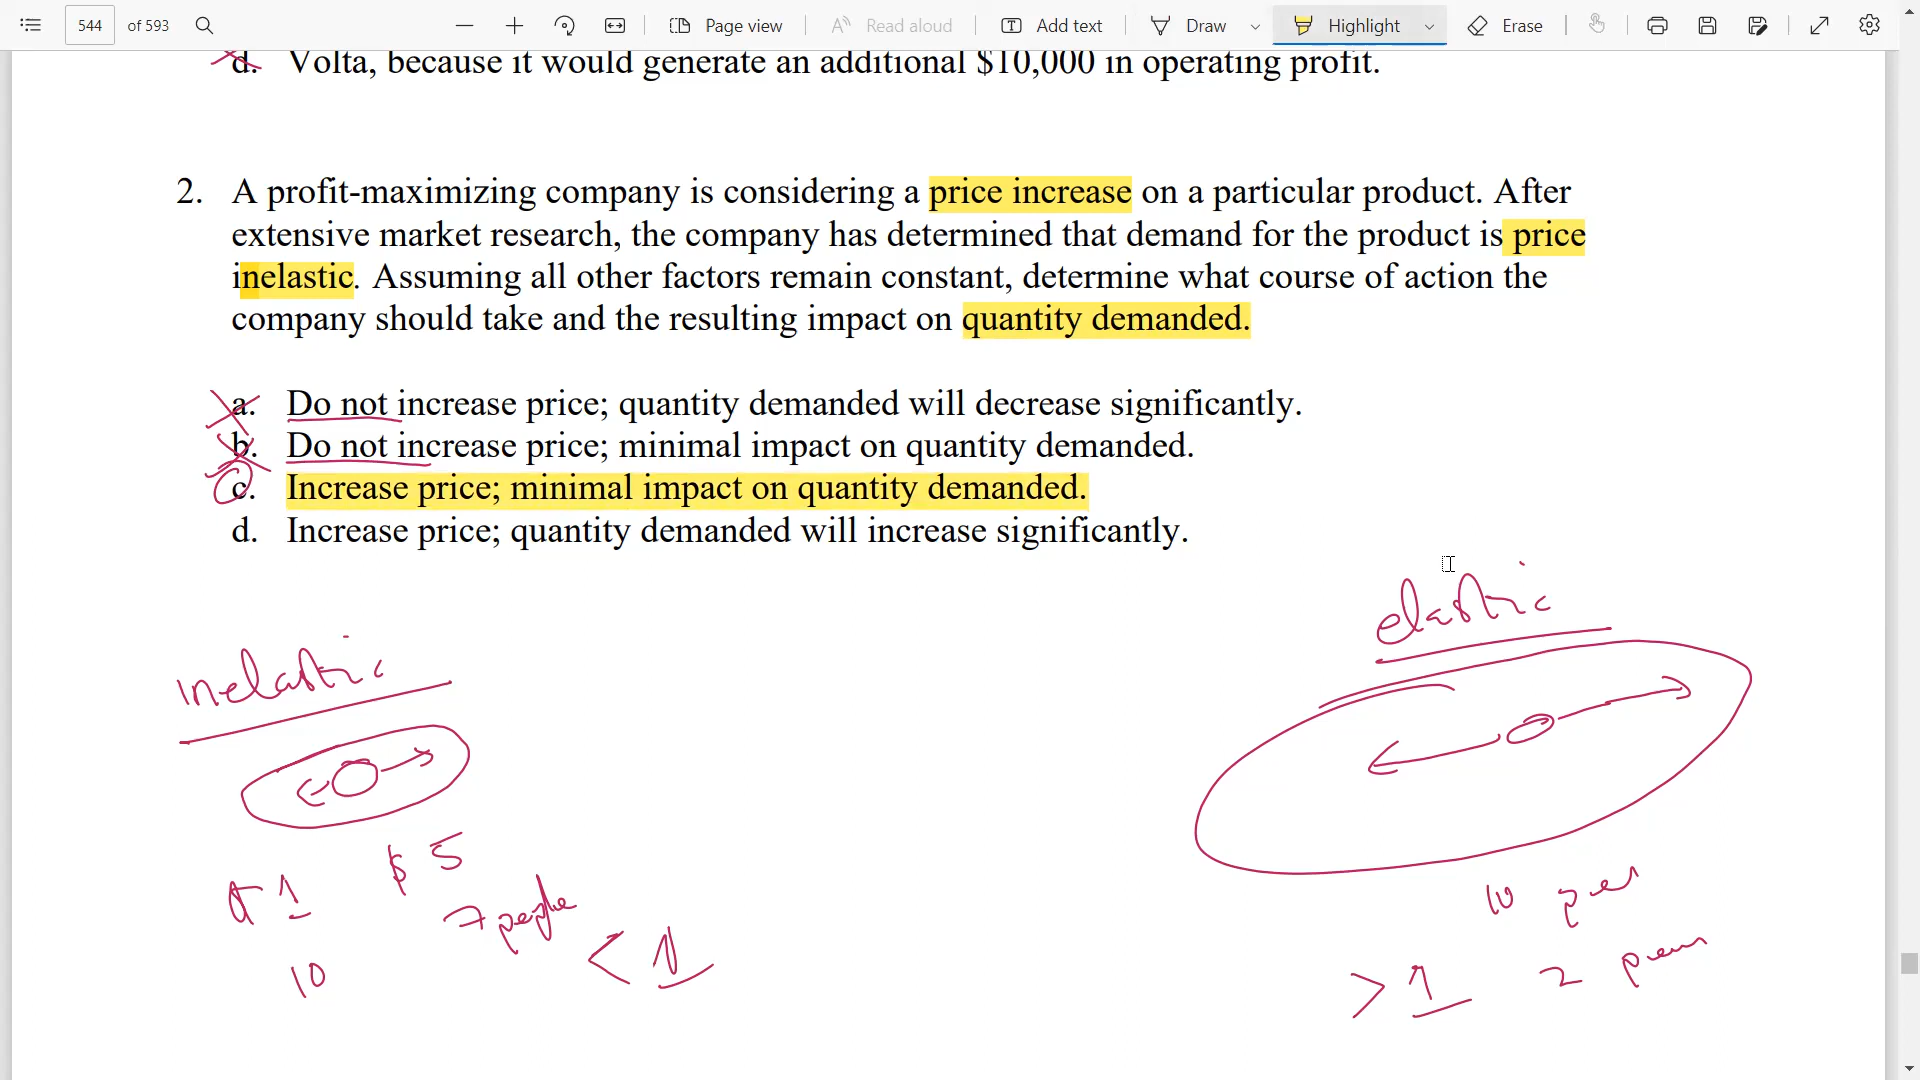 544 of 593 Page view Read aloud Add text Draw Highlight Erase
d. Volta, because it would generate an additional $10,000 in operating profit.
2. A profit-maximizing company is considering a price increase on a particular product. After
extensive market research, the company has determined that demand for the product is price
inelastic. Assuming all other factors remain constant, determine what course of action the
company should take and the resulting impact on quantity demanded.
a. Do not increase price; quantity demanded will decrease significantly.
b. Do not increase price; minimal impact on quantity demanded.
c. Increase price; minimal impact on quantity demanded.
d. Increase price; quantity demanded will increase significantly.
elastic
inelastic
$ 5
1
7 people
< 1
10
10
> 1
2